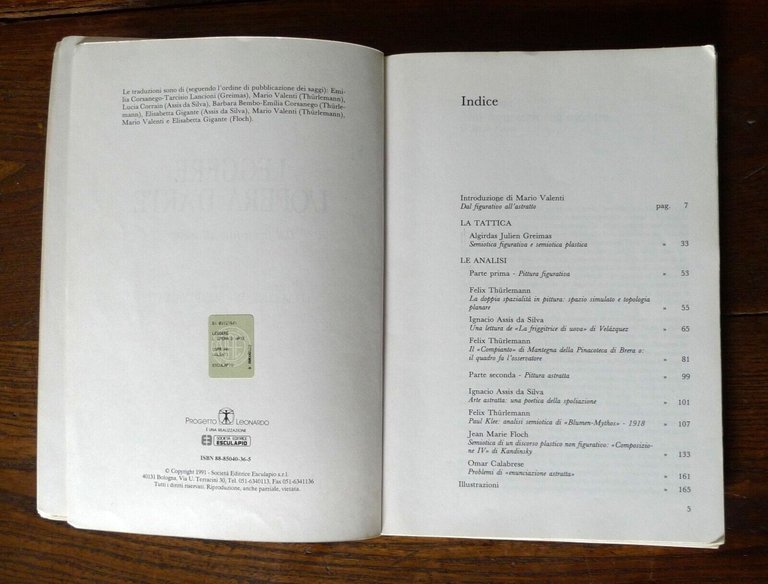 Le traduzioni sono di (seguendo l'ordine di pubblicazione dei saggi): Emi-
lia Corsanego-Tarcisio Lancioni (Greimas), Mario Valenti (Thürlemann),
Lucia Corrain (Assis da Silva), Barbara Bembo-Emilia Corsanego (Thürle-
mann), Elisabetta Gigante (Assis da Silva), Mario Valenti (Thürlemann),
Mario Valenti e Elisabetta Gigante (Floch).
LEGGERE
L'OPERA D'ARTE
ESCULAPIO
PROGETTO LEONARDO
È UNA REALIZZAZIONE
SOCIETÀ EDITRICE
ESCULAPIO
ISBN 88-85040-36-5
© Copyright 1991 - Società Editrice Esculapio s.r.l.
40131 Bologna, Via U. Terracini 30, Tel. 051-6340113, Fax 051-6341136
Tutti i diritti riservati. Riproduzione, anche parziale, vietata.
Indice
Introduzione di Mario Valenti
Dal figurativo all'astratto pag. 7
LA TATTICA
Algirdas Julien Greimas
Semiotica figurativa e semiotica plastica » 33
LE ANALISI
Parte prima - Pittura figurativa » 53
Felix Thürlemann
La doppia spazialità in pittura: spazio simulato e topologia
planare » 55
Ignacio Assis da Silva
Una lettura de «La friggitrice di uova» di Velázquez » 65
Felix Thürlemann
Il «Compianto» di Mantegna della Pinacoteca di Brera o:
il quadro fa l'osservatore » 81
Parte seconda - Pittura astratta » 99
Ignacio Assis da Silva
Arte astratta: una poetica della spoliazione » 101
Felix Thürlemann
Paul Klee: analisi semiotica di «Blumen-Mythos» - 1918 » 107
Jean Marie Floch
Semiotica di un discorso plastico non figurativo: «Composizio-
ne IV» di Kandinsky » 133
Omar Calabrese
Problemi di «enunciazione astratta» » 161
Illustrazioni » 165
5